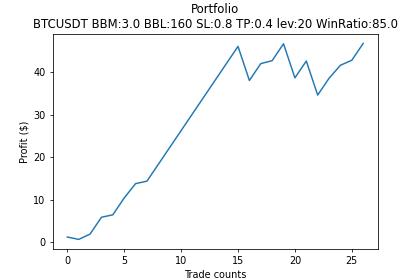 Portfolio
BTCUSDT BBM:3.0 BBL:160 SL:0.8 TP:0.4 lev:20 WinRatio:85.0
40
30
20
10
0
Profit ($)
0 5 10 15 20 25
Trade counts